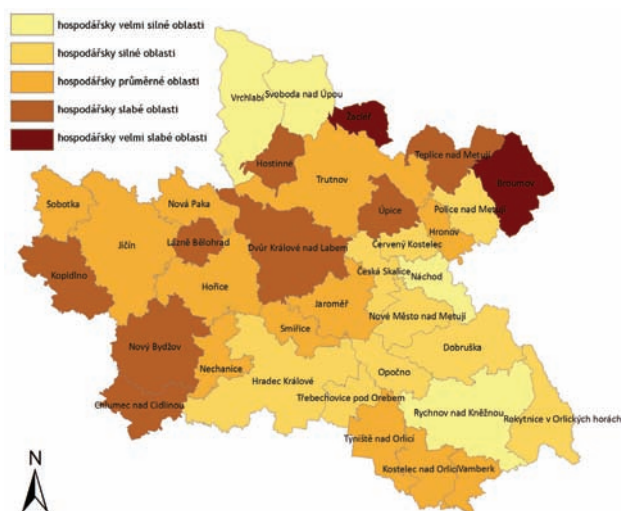 hospodářsky velmi silné oblasti
hospodářsky silné oblasti
hospodářsky průměrné oblasti
hospodářsky slabé oblasti
hospodářsky velmi slabé oblasti
Vrchlabí
Svoboda nad Úpou
Žacléř
Hostinné
Trutnov
Teplice nad Metují
Broumov
Sobotka
Nová Paka
Úpice
Police nad Metují
Jičín
Lázně Bělohrad
Dvůr Králové nad Labem
Hronov
Červený Kostelec
Kopidlno
Česká Skalice
Náchod
Hořice
Jaroměř
Nové Město nad Metují
Smiřice
Nový Bydžov
Dobruška
Nechanice
Hradec Králové
Opočno
Chlumec nad Cidlinou
Třebechovice pod Orebem
Rychnov nad Kněžnou
Rokytnice v Orlických horách
Týniště nad Orlicí
Kostelec nad Orlicí
Vamberk
N